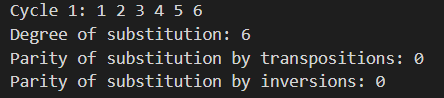 Cycle 1: 1 2 3 4 5 6
Degree of substitution: 6
Parity of substitution by transpositions: 0
Parity of substitution by inversions: 0